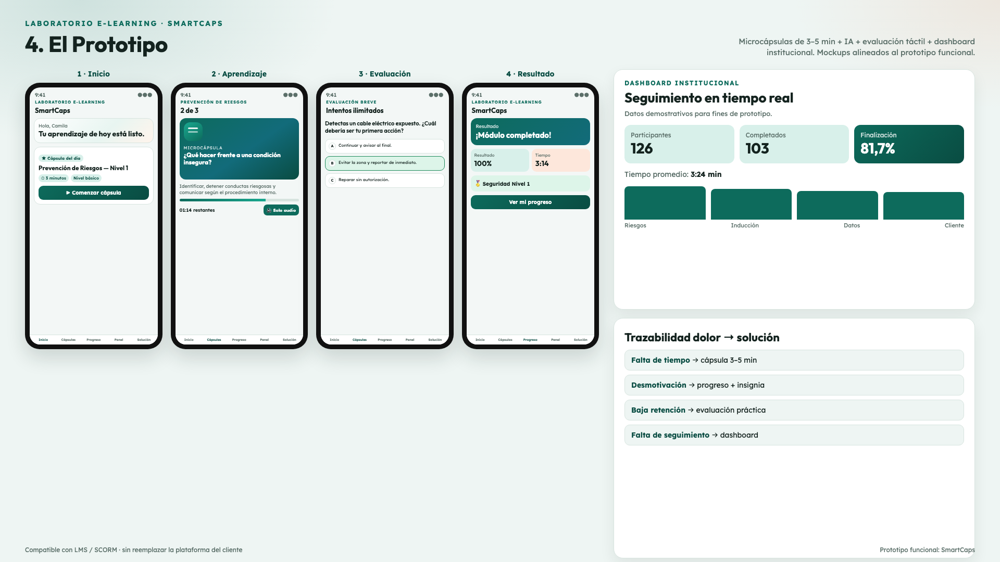 LABORATORIO E-LEARNING · SMARTCAPS
4. El Prototipo
Microcápsulas de 3–5 min + IA + evaluación táctil + dashboard
institucional. Mockups alineados al prototipo funcional.
1 · Inicio
9:41
LABORATORIO E-LEARNING
SmartCaps
Hola, Camila
Tu aprendizaje de hoy está listo.
★ Cápsula del día
Prevención de Riesgos — Nivel 1
⏱ 3 minutos
Nivel básico
▶ Comenzar cápsula
Inicio Cápsulas Progreso Panel Solución
2 · Aprendizaje
9:41
PREVENCIÓN DE RIESGOS
2 de 3
MICROCÁPSULA
¿Qué hacer frente a una condición
insegura?
Identificar, detener conductas riesgosas y
comunicar según el procedimiento interno.
01:14 restantes
🔊 Solo audio
Inicio Cápsulas Progreso Panel Solución
3 · Evaluación
9:41
EVALUACIÓN BREVE
Intentos ilimitados
Detectas un cable eléctrico expuesto. ¿Cuál
debería ser tu primera acción?
A Continuar y avisar al final.
B Evitar la zona y reportar de inmediato.
C Reparar sin autorización.
Inicio Cápsulas Progreso Panel Solución
4 · Resultado
9:41
LABORATORIO E-LEARNING
SmartCaps
Resultado
¡Módulo completado!
Resultado
100%
Tiempo
3:14
🏅 Seguridad Nivel 1
Ver mi progreso
Inicio Cápsulas Progreso Panel Solución
DASHBOARD INSTITUCIONAL
Seguimiento en tiempo real
Datos demostrativos para fines de prototipo.
Participantes
126
Completados
103
Finalización
81,7%
Tiempo promedio: 3:24 min
Riesgos Inducción Datos Cliente
Trazabilidad dolor → solución
Falta de tiempo → cápsula 3–5 min
Desmotivación → progreso + insignia
Baja retención → evaluación práctica
Falta de seguimiento → dashboard
Compatible con LMS / SCORM · sin reemplazar la plataforma del cliente
Prototipo funcional: SmartCaps